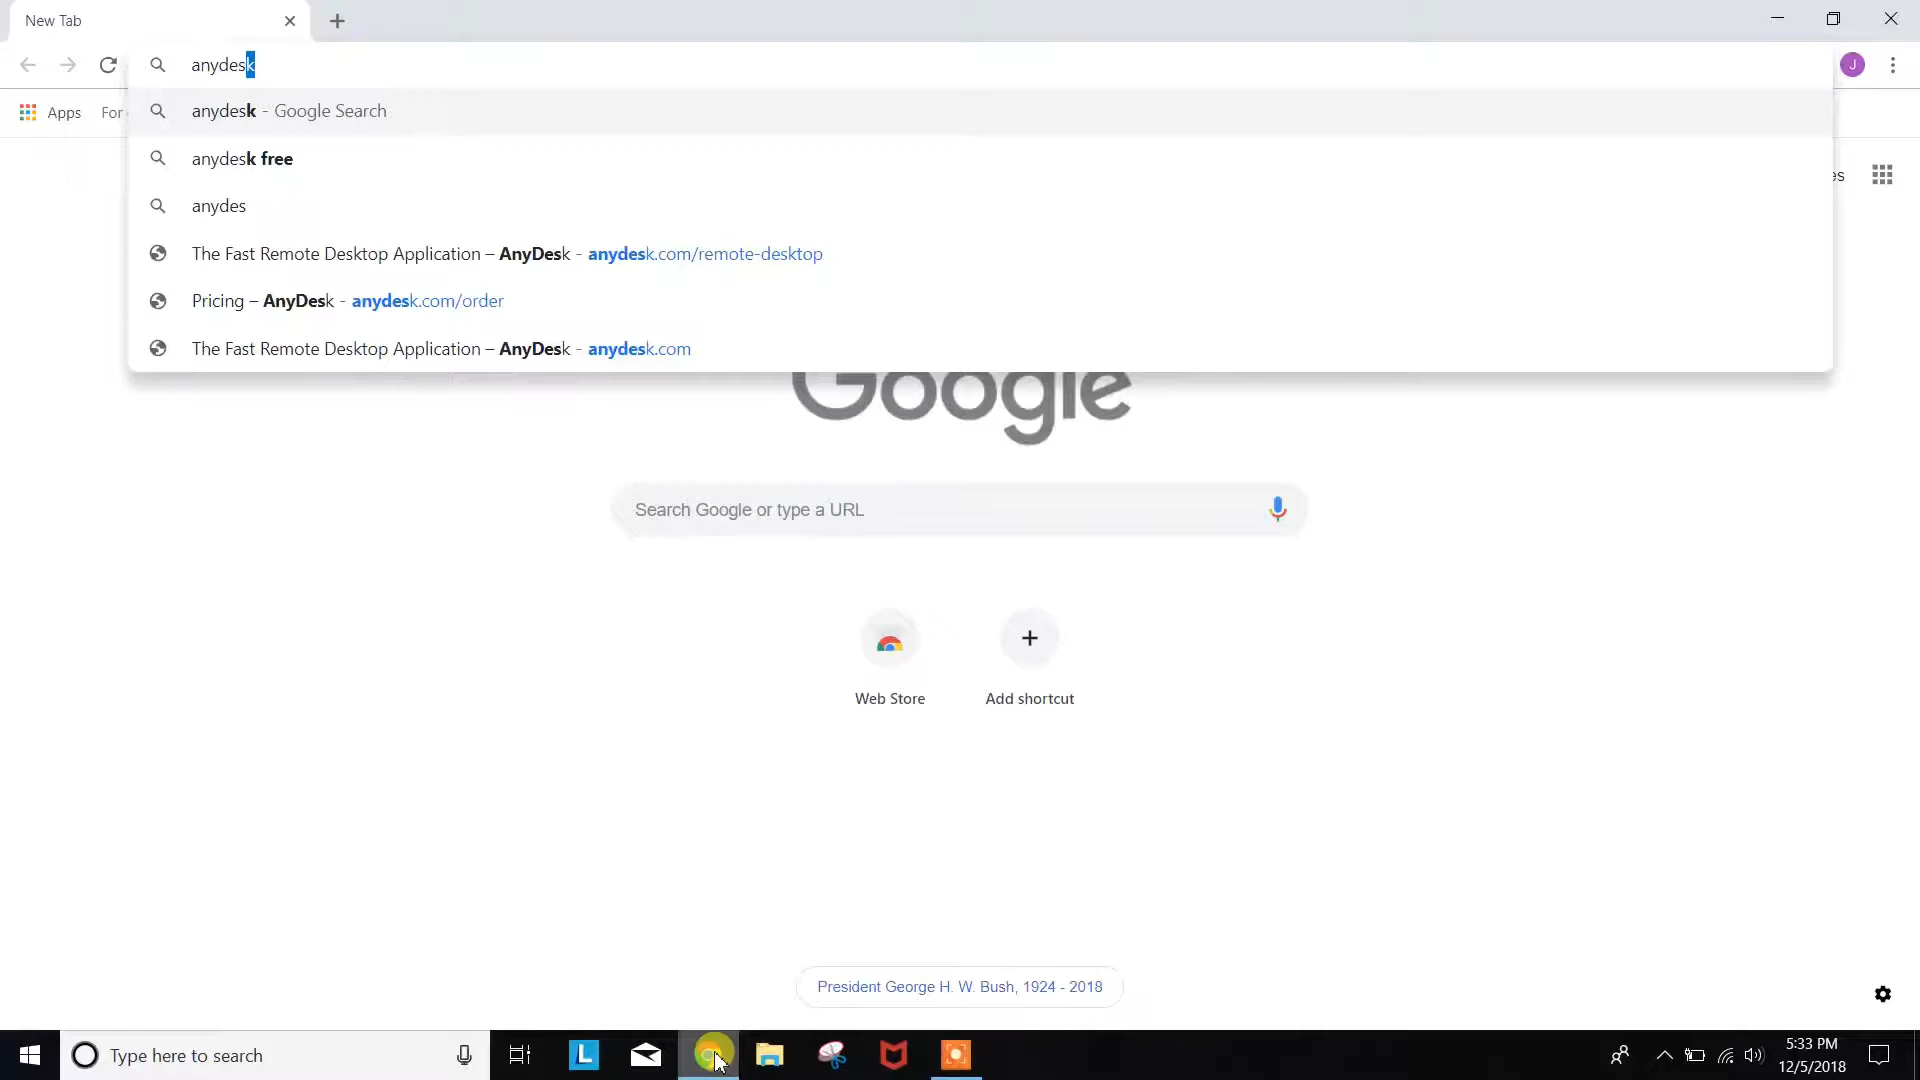 New Tab
anydesk
anydesk - Google Search
Apps For
anydesk free
es
anydes
The Fast Remote Desktop Application – AnyDesk - anydesk.com/remote-desktop
Pricing – AnyDesk - anydesk.com/order
The Fast Remote Desktop Application – AnyDesk - anydesk.com
Google
Search Google or type a URL
Web Store
Add shortcut
President George H. W. Bush, 1924 - 2018
J
Type here to search
L
5:33 PM
12/5/2018